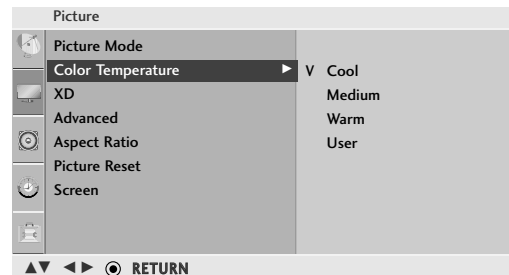 Picture
Picture Mode
Color Temperature ► V Cool
XD Medium
Advanced Warm
Aspect Ratio User
Picture Reset
Screen
▲▼ ◄► ◉ RETURN